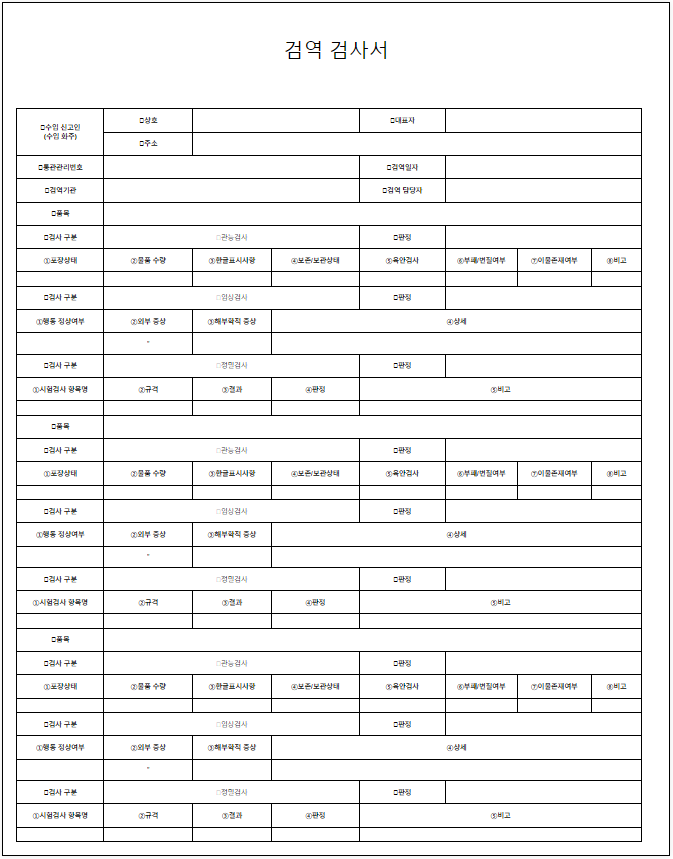 검역 검사서
□수입 신고인
(수입 화주)
□상호
□대표자
□주소
□통관관리번호
□검역일자
□검역기관
□검역 담당자
□품목
□검사 구분
□관능검사
□판정
①포장상태
②물품 수량
③한글표시사항
④보존/보관상태
⑤육안검사
⑥부패/변질여부
⑦이물존재여부
⑧비고
□검사 구분
□임상검사
□판정
①행동 정상여부
②외부 증상
③해부학적 증상
④상세
"
□검사 구분
□정밀검사
□판정
①시험검사 항목명
②규격
③결과
④판정
⑤비고
□품목
□검사 구분
□관능검사
□판정
①포장상태
②물품 수량
③한글표시사항
④보존/보관상태
⑤육안검사
⑥부패/변질여부
⑦이물존재여부
⑧비고
□검사 구분
□임상검사
□판정
①행동 정상여부
②외부 증상
③해부학적 증상
④상세
"
□검사 구분
□정밀검사
□판정
①시험검사 항목명
②규격
③결과
④판정
⑤비고
□품목
□검사 구분
□관능검사
□판정
①포장상태
②물품 수량
③한글표시사항
④보존/보관상태
⑤육안검사
⑥부패/변질여부
⑦이물존재여부
⑧비고
□검사 구분
□임상검사
□판정
①행동 정상여부
②외부 증상
③해부학적 증상
④상세
"
□검사 구분
□정밀검사
□판정
①시험검사 항목명
②규격
③결과
④판정
⑤비고